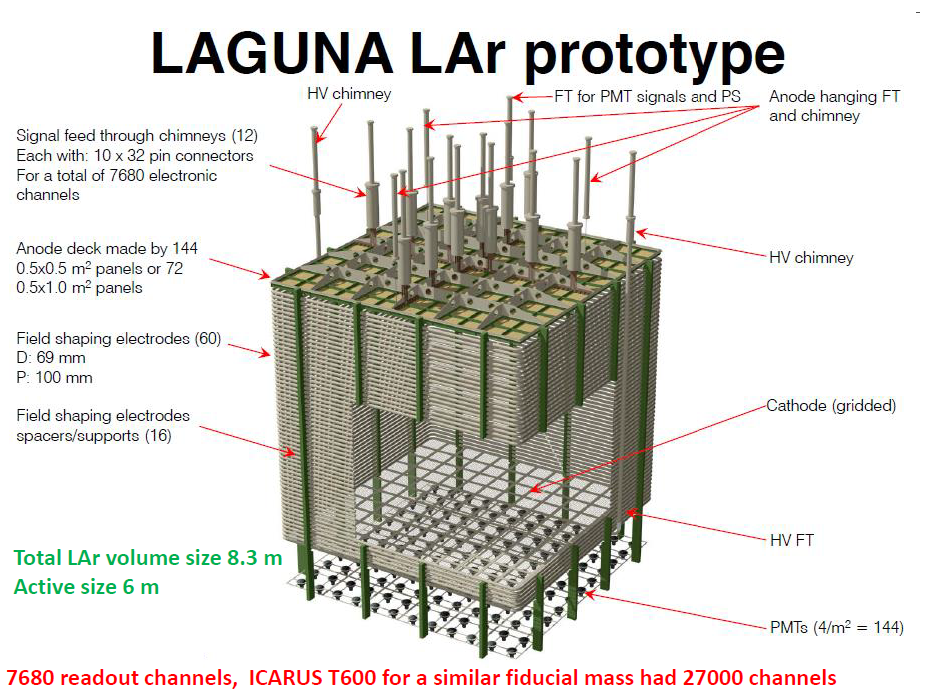 LAGUNA LAr prototype
HV chimney
FT for PMT signals and PS
Anode hanging FT
and chimney
Signal feed through chimneys (12)
Each with: 10 x 32 pin connectors
For a total of 7680 electronic
channels
Anode deck made by 144
0.5x0.5 m² panels or 72
0.5x1.0 m² panels
HV chimney
Field shaping electrodes (60)
D: 69 mm
P: 100 mm
Field shaping electrodes
spacers/supports (16)
Cathode (gridded)
HV FT
Total LAr volume size 8.3 m
Active size 6 m
PMTs (4/m² = 144)
7680 readout channels, ICARUS T600 for a similar fiducial mass had 27000 channels